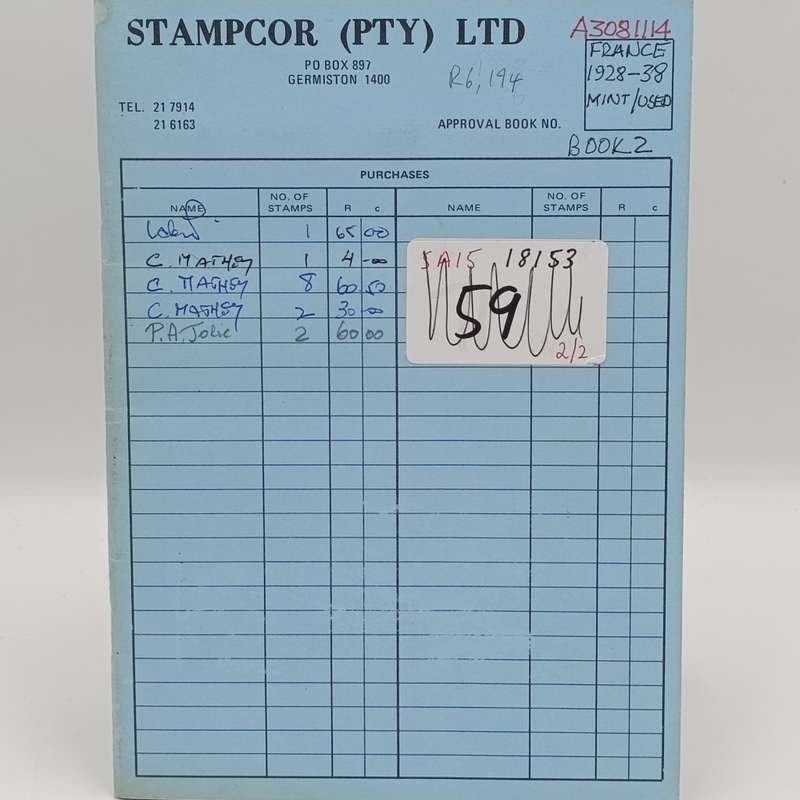 STAMPCOR (PTY) LTD
A3081114
PO BOX 897
GERMISTON 1400
R6,194
FRANCE
1928-38
MINT/USED
TEL. 21 7914
21 6163
APPROVAL BOOK NO.
BOOK 2
PURCHASES
NAME NO. OF STAMPS R c NAME NO. OF STAMPS R c
1 65 00
C. MATHEY 1 4 -00
C. MATHEY 8 60 50
C. MATHEY 2 30 -00
P.A. 2 60 00
SA15 18153
59
2/2